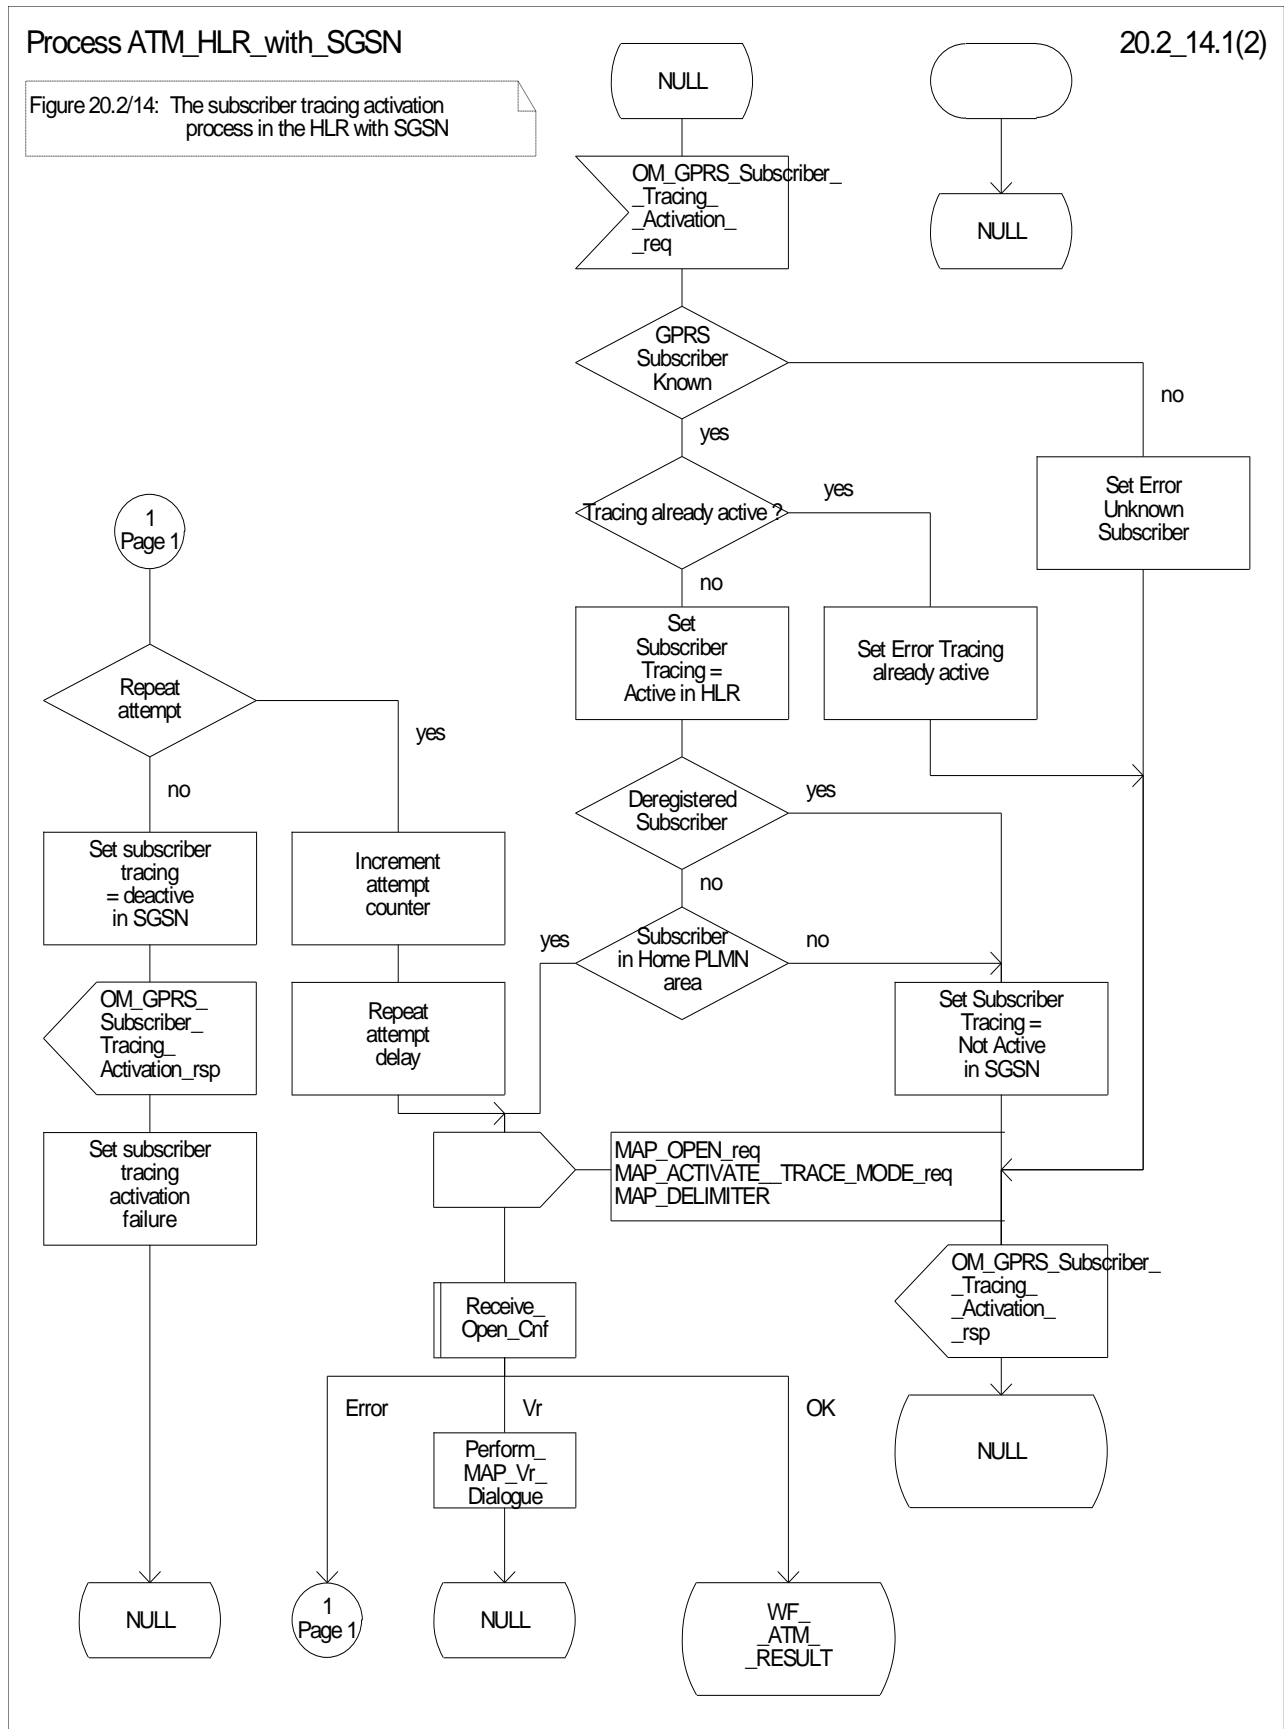 Process ATM_HLR_with_SGSN
20.2_14.1(2)
Figure 20.2/14: The subscriber tracing activation
process in the HLR with SGSN
NULL
OM_GPRS_Subscriber_
_Tracing_
_Activation_
_req
NULL
GPRS
Subscriber
Known
no
yes
Set Error
Unknown
Subscriber
Tracing already active ?
yes
no
1
Page 1
Set
Subscriber
Tracing =
Active in HLR
Set Error Tracing
already active
Repeat
attempt
yes
no
Deregistered
Subscriber
yes
no
Set subscriber
tracing
= deactive
in SGSN
Increment
attempt
counter
yes
Subscriber
in Home PLMN
area
no
OM_GPRS_
Subscriber_
Tracing_
Activation_rsp
Repeat
attempt
delay
Set Subscriber
Tracing =
Not Active
in SGSN
Set subscriber
tracing
activation
failure
MAP_OPEN_req
MAP_ACTIVATE__TRACE_MODE_req
MAP_DELIMITER
OM_GPRS_Subscriber_
_Tracing_
_Activation_
_rsp
Receive_
Open_Cnf
Error
Vr
OK
Perform_
MAP_Vr_
Dialogue
NULL
NULL
1
Page 1
NULL
WF_
_ATM_
_RESULT